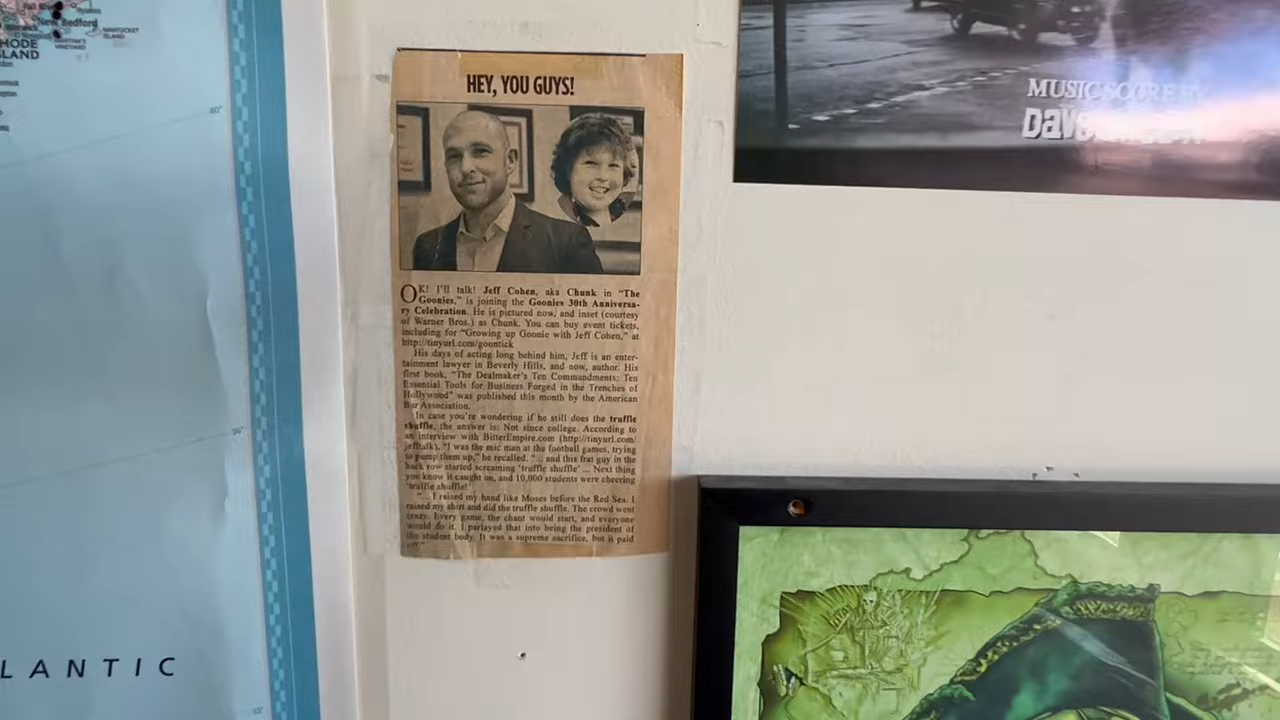 New Bedford
NANTUCKET
ISLAND
MARTHA'S
VINEYARD
HODE
SLAND
LANTIC
HEY, YOU GUYS!
OK! I'll talk! Jeff Cohen, aka Chunk in "The
Goonies," is joining the Goonies 30th Anniversa-
ry Celebration. He is pictured now, and inset (courtesy
of Warner Bros.) as Chunk. You can buy event tickets,
including for "Growing up Goonie with Jeff Cohen," at
http://tinyurl.com/goontick
His days of acting long behind him, Jeff is an enter-
tainment lawyer in Beverly Hills, and now, author. His
first book, "The Dealmaker's Ten Commandments: Ten
Essential Tools for Business Forged in the Trenches of
Hollywood" was published this month by the American
Bar Association.
In case you're wondering if he still does the truffle
shuffle, the answer is: Not since college. According to
an interview with BitterEmpire.com (http://tinyurl.com/
jefftalk), "I was the mic man at the football games, trying
to pump them up," he recalled. "... and this frat guy in the
back row started screaming 'truffle shuffle' ... Next thing
you know it caught on, and 10,000 students were cheering
'truffle shuffle!'
"... I raised my hand like Moses before the Red Sea. I
raised my shirt and did the truffle shuffle. The crowd went
crazy. Every game, the chant would start, and everyone
would do it. I parlayed that into being the president of
the student body. It was a supreme sacrifice, but it paid
off."
MUSIC SCORE BY